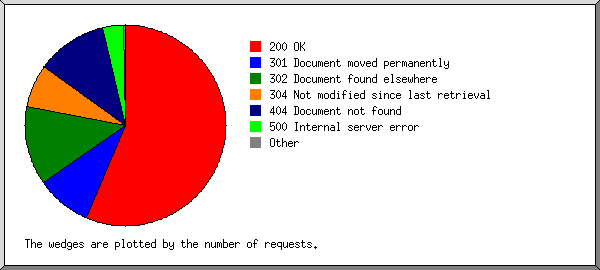 200 OK
301 Document moved permanently
302 Document found elsewhere
304 Not modified since last retrieval
404 Document not found
500 Internal server error
Other
The wedges are plotted by the number of requests.